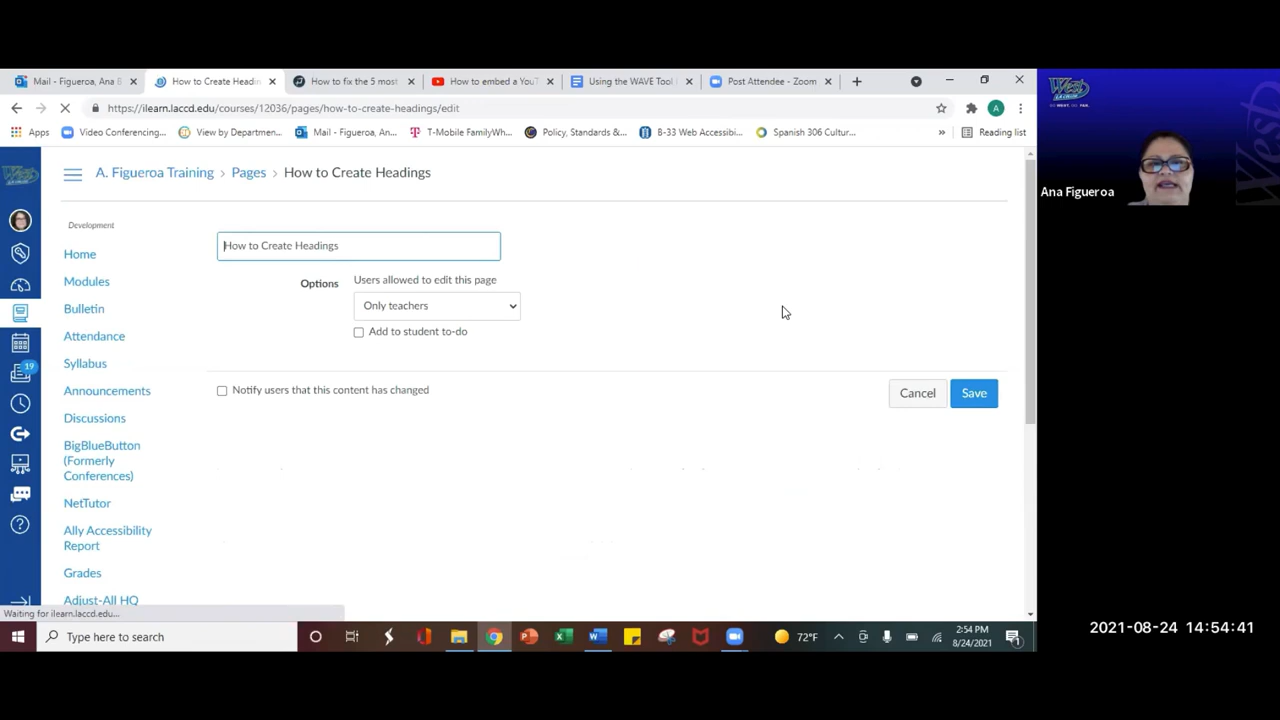 Mail - Figueroa, Ana B
How to Create Headin
How to fix the 5 most
How to embed a YouT
Using the WAVE Tool
Post Attendee - Zoom
https://ilearn.laccd.edu/courses/12036/pages/how-to-create-headings/edit
A
Apps
Video Conferencing...
View by Departmen...
Mail - Figueroa, An...
T-Mobile FamilyWh...
Policy, Standards &...
B-33 Web Accessibi...
Spanish 306 Cultur...
»
Reading list
West
A. Figueroa Training > Pages > How to Create Headings
Development
Home
Modules
Bulletin
Attendance
Syllabus
Announcements
Discussions
BigBlueButton
(Formerly
Conferences)
NetTutor
Ally Accessibility
Report
Grades
Adjust-All HQ
19
How to Create Headings
Options
Users allowed to edit this page
Only teachers
Add to student to-do
Notify users that this content has changed
Cancel
Save
Waiting for ilearn.laccd.edu...
Type here to search
72°F
2:54 PM
8/24/2021
1
Ana Figueroa
2021-08-24 14:54:41